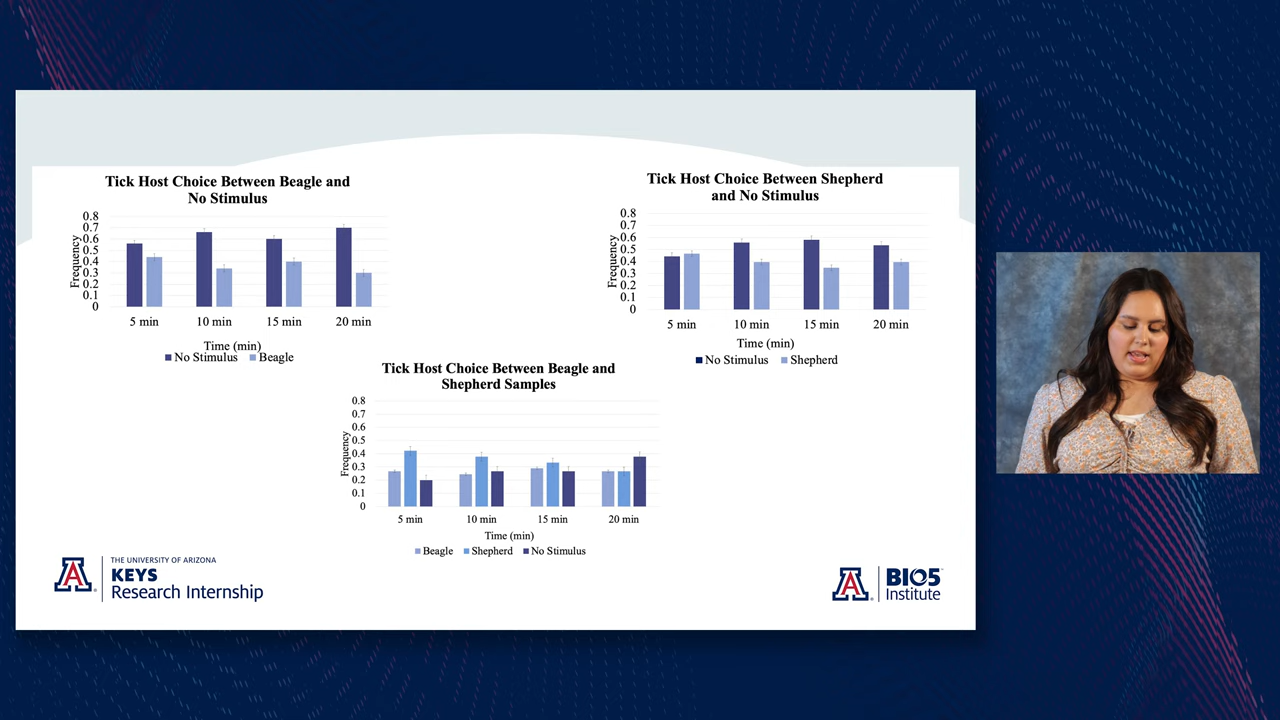 Tick Host Choice Between Beagle and
No Stimulus
Frequency
0.8
0.7
0.6
0.5
0.4
0.3
0.2
0.1
0
5 min 10 min 15 min 20 min
Time (min)
No Stimulus Beagle
Tick Host Choice Between Shepherd
and No Stimulus
Frequency
0.8
0.7
0.6
0.5
0.4
0.3
0.2
0.1
0
5 min 10 min 15 min 20 min
Time (min)
No Stimulus Shepherd
Tick Host Choice Between Beagle and
Shepherd Samples
Frequency
0.8
0.7
0.6
0.5
0.4
0.3
0.2
0.1
0
5 min 10 min 15 min 20 min
Time (min)
Beagle Shepherd No Stimulus
A
THE UNIVERSITY OF ARIZONA
KEYS
Research Internship
A
BIO5
Institute